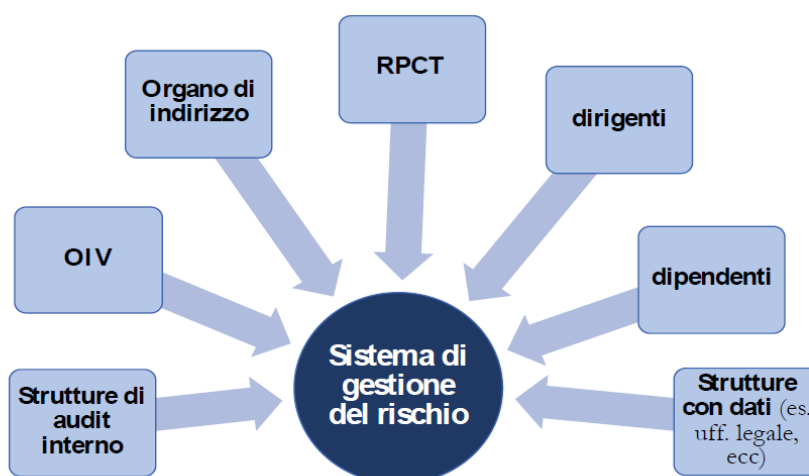 RPCT
Organo di
indirizzo
dirigenti
OIV
dipendenti
Sistema di
gestione
del rischio
Strutture di
audit
interno
Strutture
con dati (es.
uff. legale,
ecc)